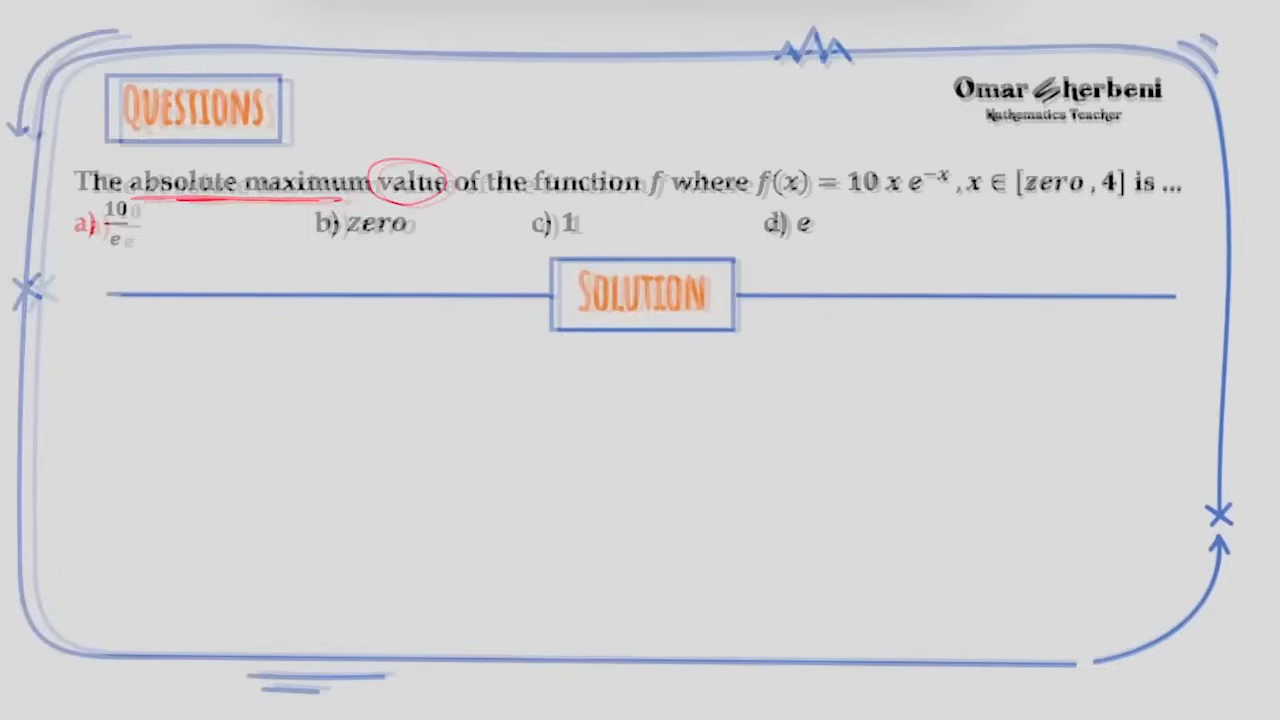 QUESTIONS
Omar Sherbeni
Mathematics Teacher
The absolute maximum value of the function f where f(x) = 10 x e⁻ˣ , x ∈ [zero , 4] is ...
a) 10/e b) zero c) 1 d) e
SOLUTION